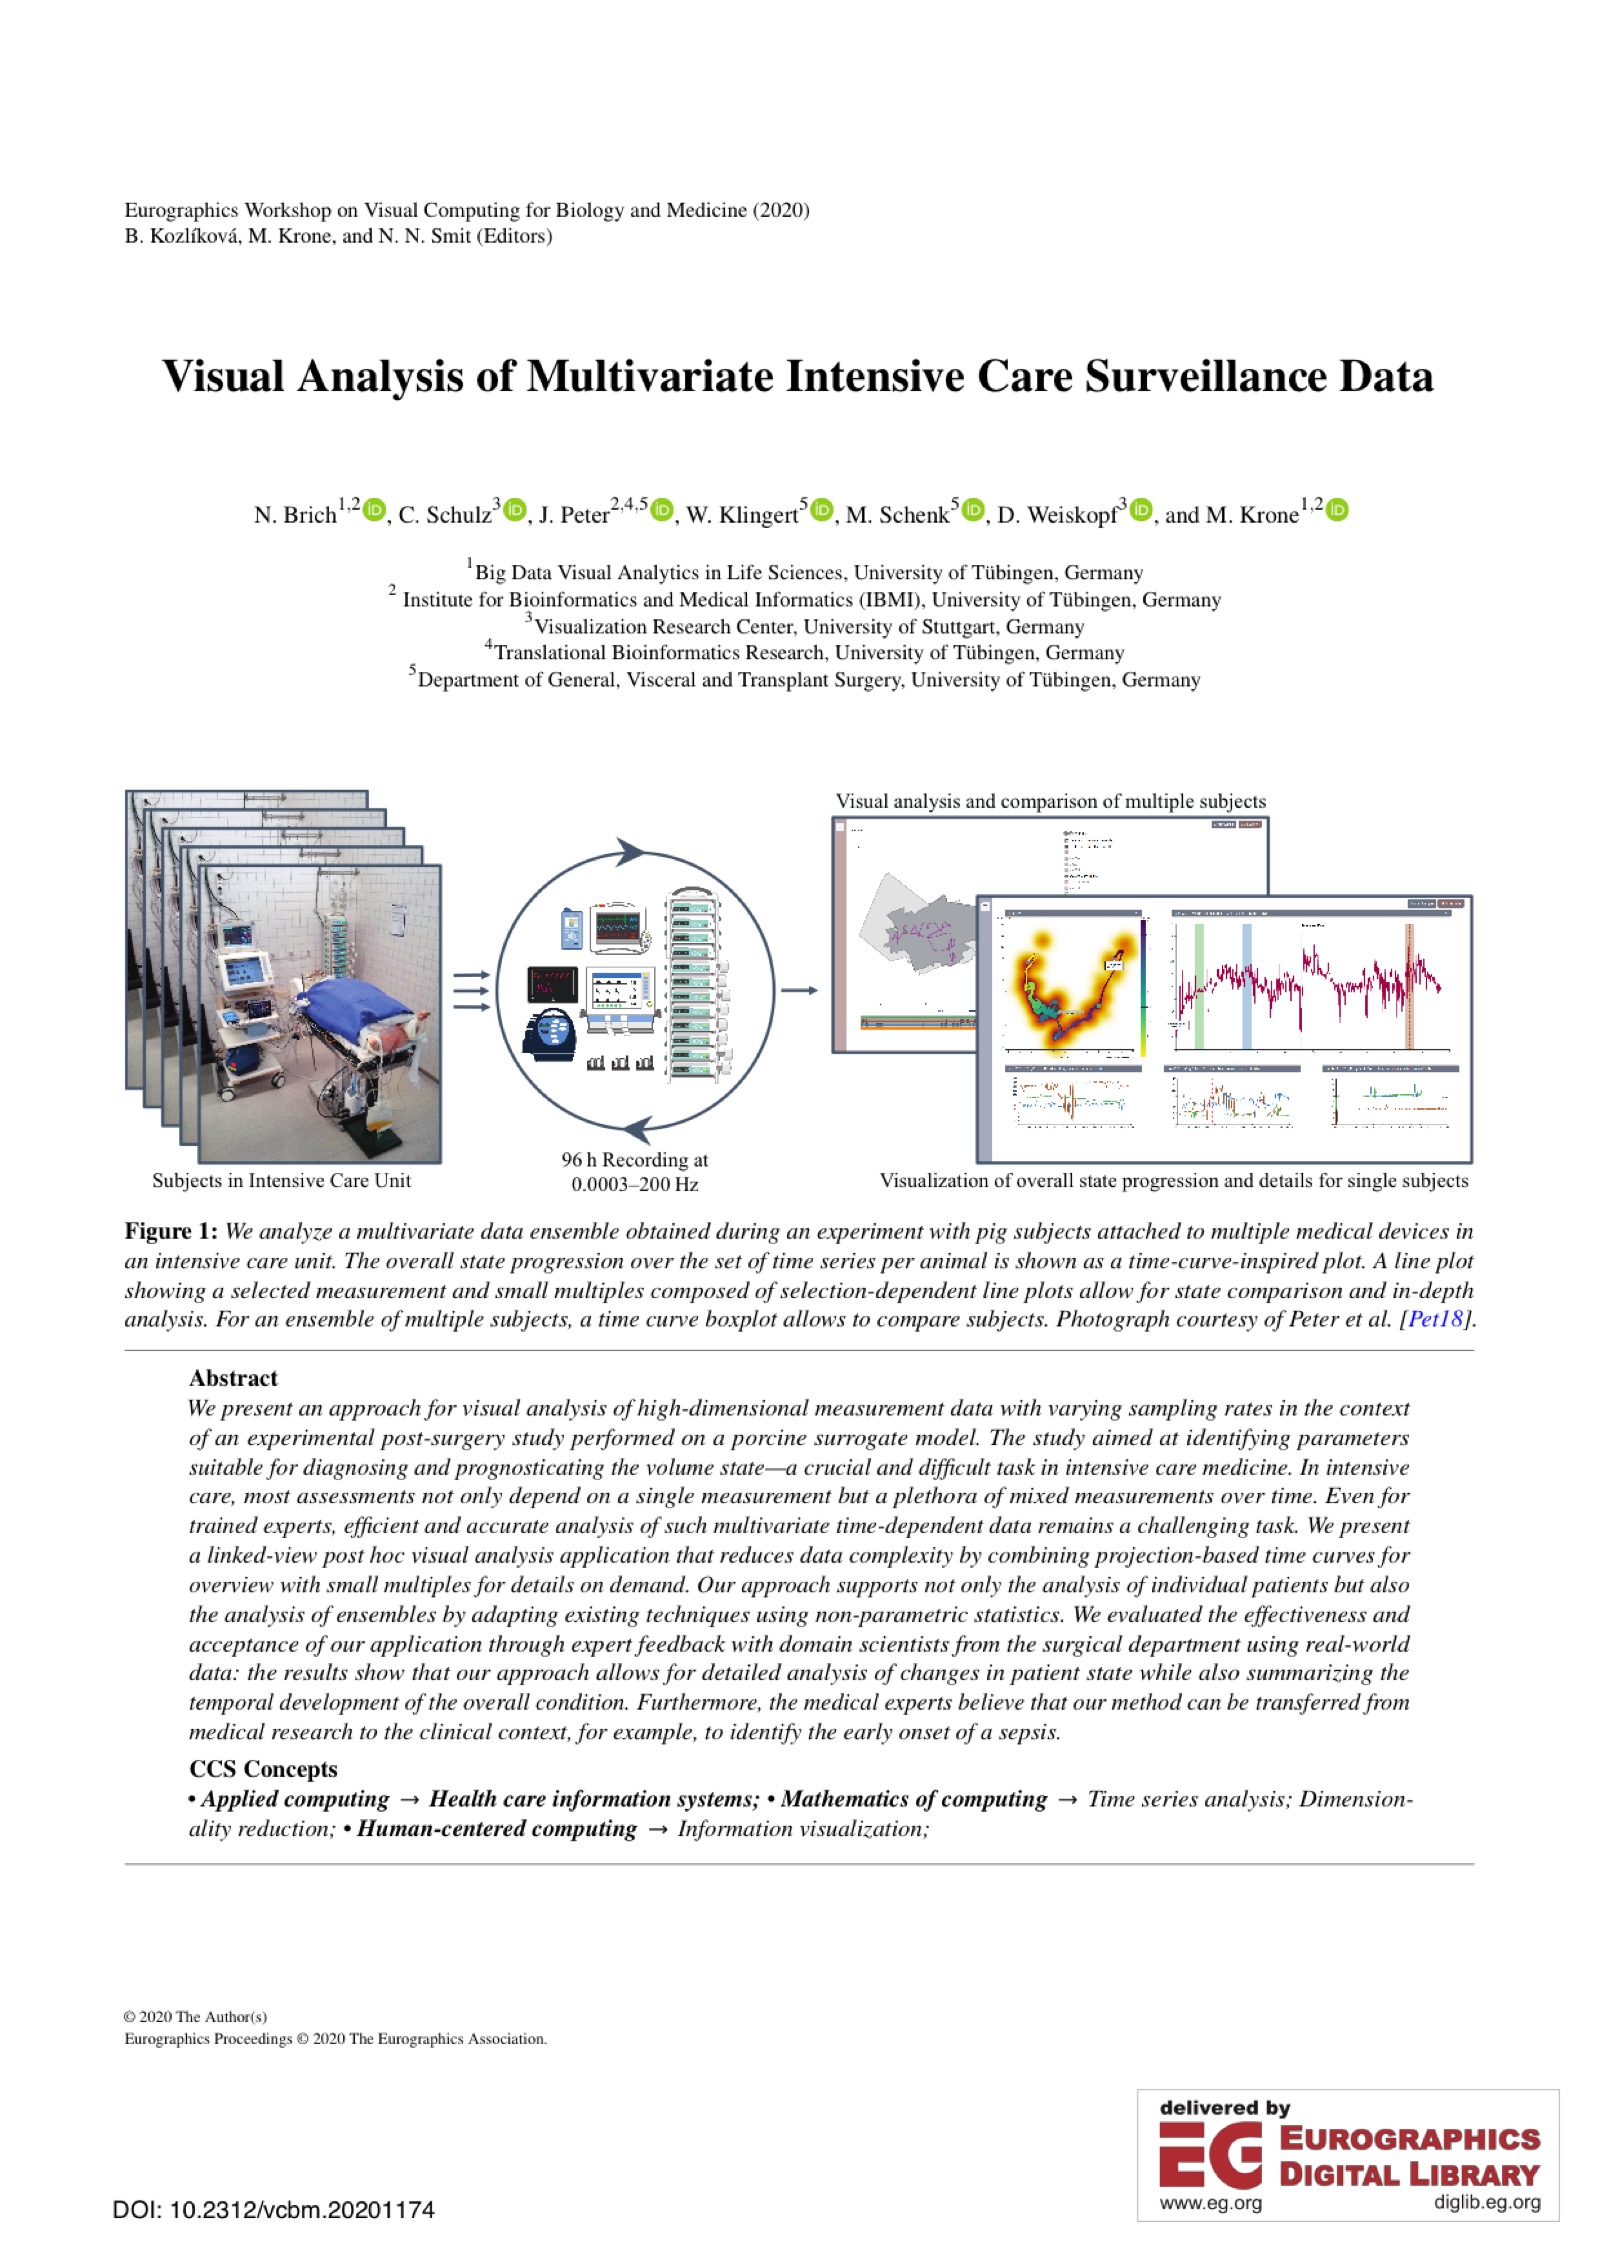 Eurographics Workshop on Visual Computing for Biology and Medicine (2020)
B. Kozlíková, M. Krone, and N. N. Smit (Editors)
Visual Analysis of Multivariate Intensive Care Surveillance Data
N. Brich1,2 iD, C. Schulz3 iD, J. Peter2,4,5 iD, W. Klingert5 iD, M. Schenk5 iD, D. Weiskopf3 iD, and M. Krone1,2 iD
1Big Data Visual Analytics in Life Sciences, University of Tübingen, Germany
2 Institute for Bioinformatics and Medical Informatics (IBMI), University of Tübingen, Germany
3Visualization Research Center, University of Stuttgart, Germany
4Translational Bioinformatics Research, University of Tübingen, Germany
5Department of General, Visceral and Transplant Surgery, University of Tübingen, Germany
Visual analysis and comparison of multiple subjects
Subjects in Intensive Care Unit
96 h Recording at
0.0003–200 Hz
Visualization of overall state progression and details for single subjects
Figure 1: We analyze a multivariate data ensemble obtained during an experiment with pig subjects attached to multiple medical devices in
an intensive care unit. The overall state progression over the set of time series per animal is shown as a time-curve-inspired plot. A line plot
showing a selected measurement and small multiples composed of selection-dependent line plots allow for state comparison and in-depth
analysis. For an ensemble of multiple subjects, a time curve boxplot allows to compare subjects. Photograph courtesy of Peter et al. [Pet18].
Abstract
We present an approach for visual analysis of high-dimensional measurement data with varying sampling rates in the context
of an experimental post-surgery study performed on a porcine surrogate model. The study aimed at identifying parameters
suitable for diagnosing and prognosticating the volume state—a crucial and difficult task in intensive care medicine. In intensive
care, most assessments not only depend on a single measurement but a plethora of mixed measurements over time. Even for
trained experts, efficient and accurate analysis of such multivariate time-dependent data remains a challenging task. We present
a linked-view post hoc visual analysis application that reduces data complexity by combining projection-based time curves for
overview with small multiples for details on demand. Our approach supports not only the analysis of individual patients but also
the analysis of ensembles by adapting existing techniques using non-parametric statistics. We evaluated the effectiveness and
acceptance of our application through expert feedback with domain scientists from the surgical department using real-world
data: the results show that our approach allows for detailed analysis of changes in patient state while also summarizing the
temporal development of the overall condition. Furthermore, the medical experts believe that our method can be transferred from
medical research to the clinical context, for example, to identify the early onset of a sepsis.
CCS Concepts
• Applied computing → Health care information systems; • Mathematics of computing → Time series analysis; Dimension-
ality reduction; • Human-centered computing → Information visualization;
© 2020 The Author(s)
Eurographics Proceedings © 2020 The Eurographics Association.
delivered by
EG EUROGRAPHICS
DIGITAL LIBRARY
www.eg.org diglib.eg.org
DOI: 10.2312/vcbm.20201174